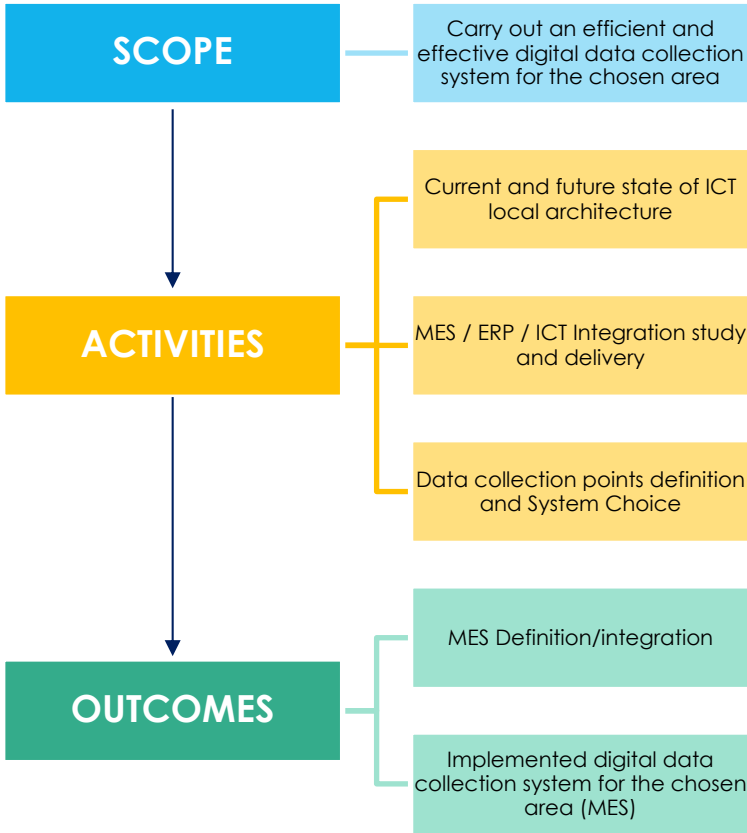 SCOPE
Carry out an efficient and
effective digital data collection
system for the chosen area
Current and future state of ICT
local architecture
ACTIVITIES
MES / ERP / ICT Integration study
and delivery
Data collection points definition
and System Choice
MES Definition/integration
OUTCOMES
Implemented digital data
collection system for the chosen
area (MES)